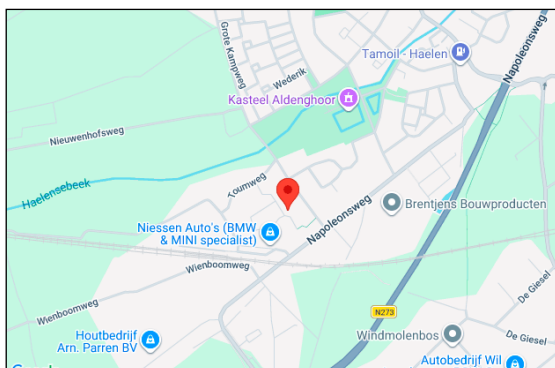 Grote Kampweg
Wederik
Tamoil - Haelen
Napoleonsweg
Kasteel Aldenghoor
Nieuwenhofsweg
Haelensebeek
Toumweg
Brentjens Bouwproducten
Niessen Auto's (BMW
& MINI specialist)
Napoleonsweg
Wienboomweg
Wienboomweg
De Giesel
N273
Houtbedrijf
Arn. Parren BV
Windmolenbos
De Giesel
Autobedrijf Wil